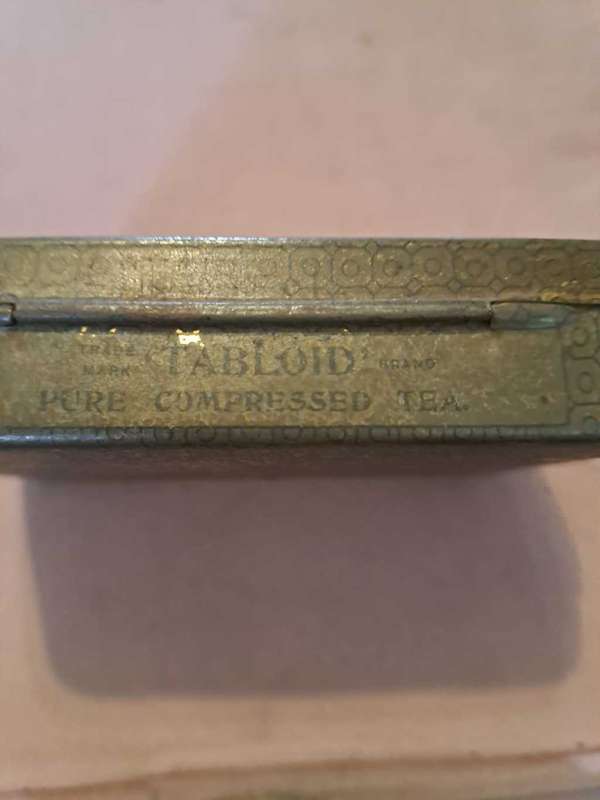 TRADE MARK 'TABLOID' BRAND
PURE COMPRESSED TEA.